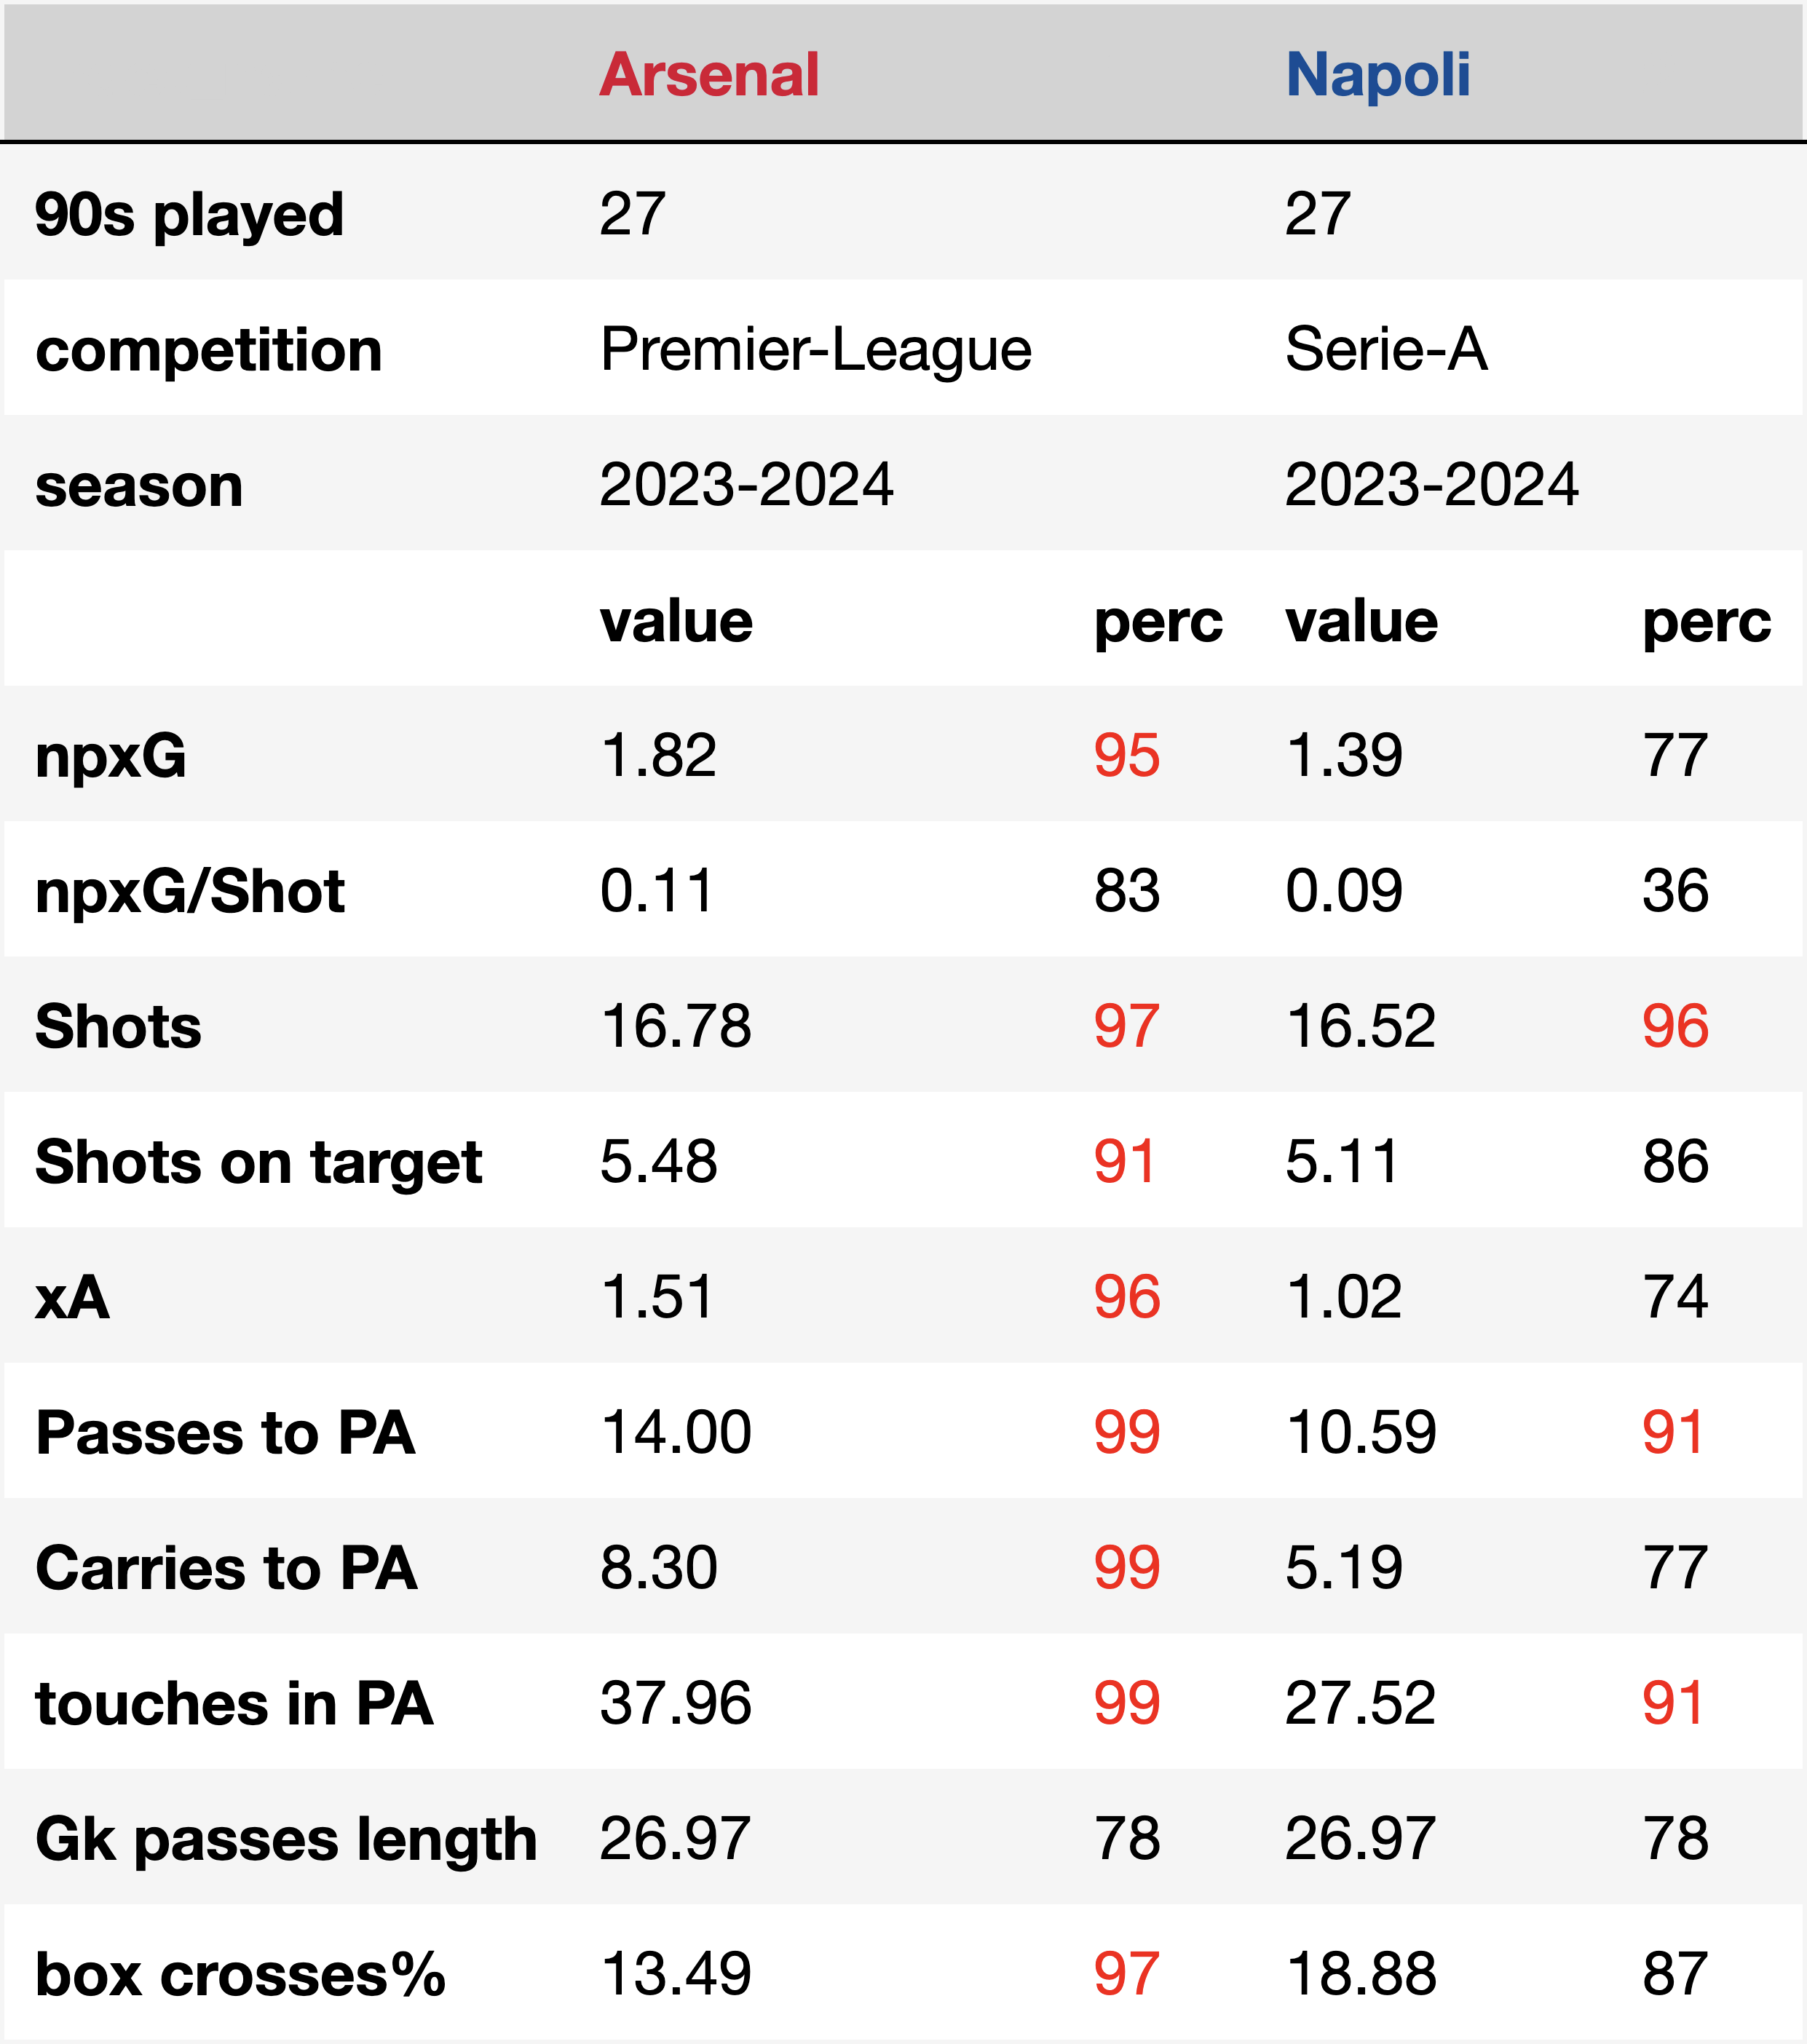 Arsenal Napoli
90s played 27 27
competition Premier-League Serie-A
season 2023-2024 2023-2024
value perc value perc
npxG 1.82 95 1.39 77
npxG/Shot 0.11 83 0.09 36
Shots 16.78 97 16.52 96
Shots on target 5.48 91 5.11 86
xA 1.51 96 1.02 74
Passes to PA 14.00 99 10.59 91
Carries to PA 8.30 99 5.19 77
touches in PA 37.96 99 27.52 91
Gk passes length 26.97 78 26.97 78
box crosses% 13.49 97 18.88 87